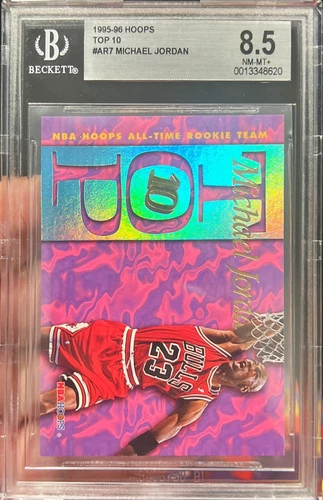 BECKETT
1995-96 HOOPS
TOP 10
#AR7 MICHAEL JORDAN
8.5
NM-MT+
0013348620
NBA HOOPS ALL-TIME ROOKIE TEAM
TOP
10
Michael Jordan
BULLS
23
NBA HOOPS